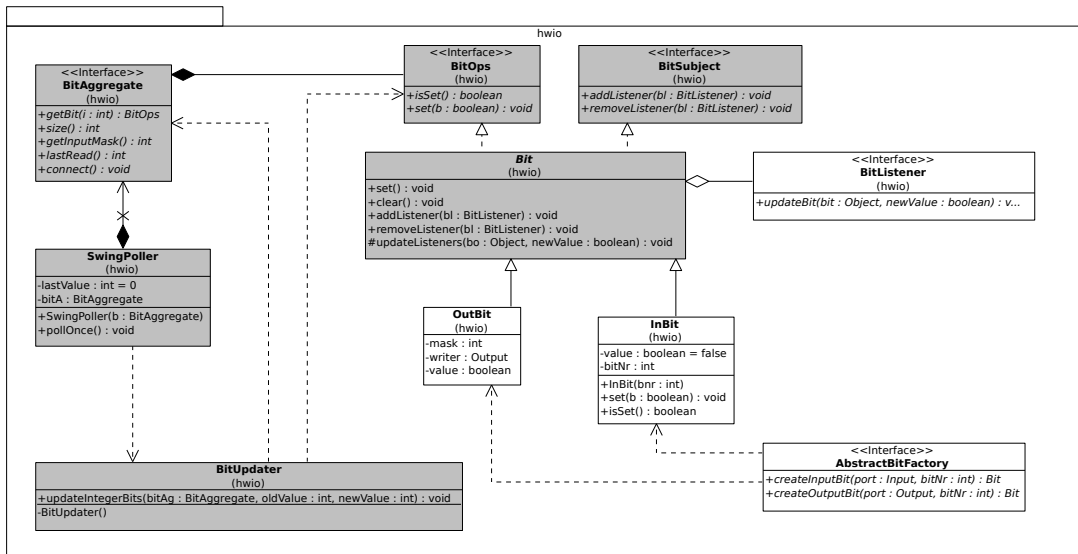 hwio
<<Interface>>
BitAggregate
(hwio)
+getBit(i : int) : BitOps
+size() : int
+getInputMask() : int
+lastRead() : int
+connect() : void
<<Interface>>
BitOps
(hwio)
+isSet() : boolean
+set(b : boolean) : void
<<Interface>>
BitSubject
(hwio)
+addListener(bl : BitListener) : void
+removeListener(bl : BitListener) : void
Bit
(hwio)
+set() : void
+clear() : void
+addListener(bl : BitListener) : void
+removeListener(bl : BitListener) : void
#updateListeners(bo : Object, newValue : boolean) : void
<<Interface>>
BitListener
(hwio)
+updateBit(bit : Object, newValue : boolean) : v...
SwingPoller
(hwio)
-lastValue : int = 0
-bitA : BitAggregate
+SwingPoller(b : BitAggregate)
+pollOnce() : void
OutBit
(hwio)
-mask : int
-writer : Output
-value : boolean
InBit
(hwio)
-value : boolean = false
-bitNr : int
+InBit(bnr : int)
+set(b : boolean) : void
+isSet() : boolean
BitUpdater
(hwio)
+updateIntegerBits(bitAg : BitAggregate, oldValue : int, newValue : int) : void
-BitUpdater()
<<Interface>>
AbstractBitFactory
+createInputBit(port : Input, bitNr : int) : Bit
+createOutputBit(port : Output, bitNr : int) : Bit